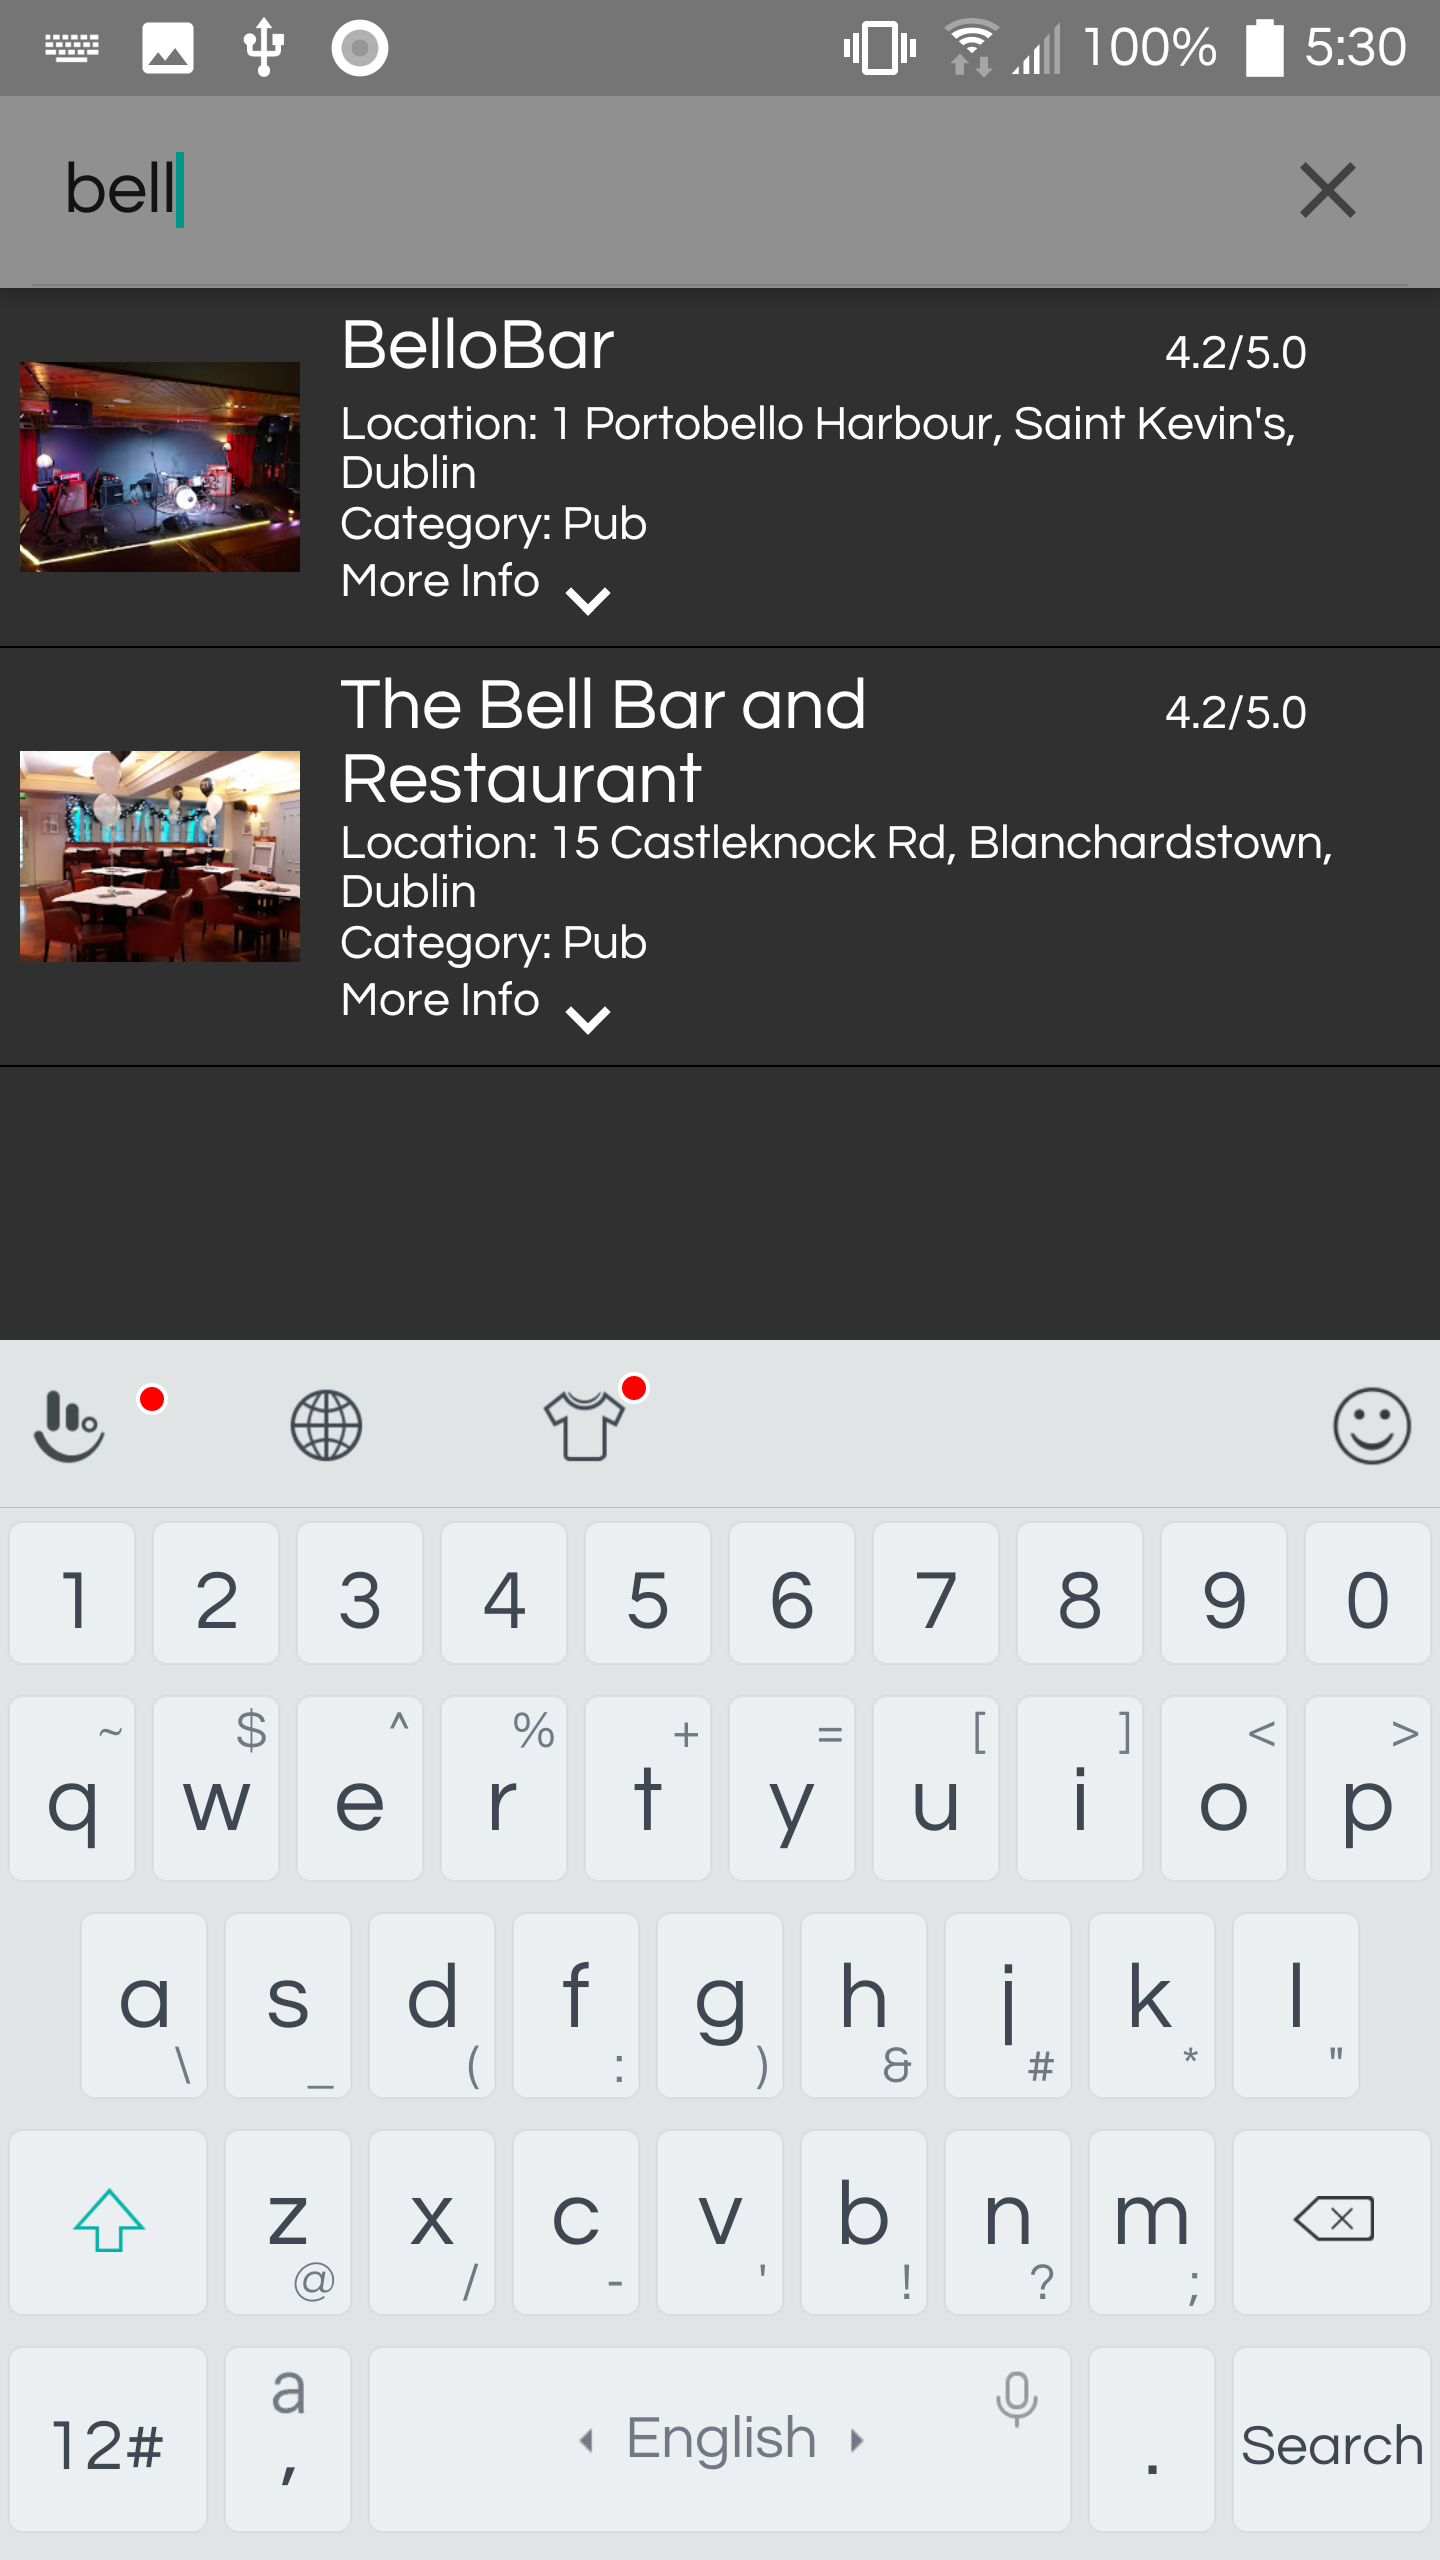 100% 5:30
bell
BelloBar 4.2/5.0
Location: 1 Portobello Harbour, Saint Kevin's,
Dublin
Category: Pub
More Info
The Bell Bar and 4.2/5.0
Restaurant
Location: 15 Castleknock Rd, Blanchardstown,
Dublin
Category: Pub
More Info
1 2 3 4 5 6 7 8 9 0
~ $ ^ % + = [ ] < >
q w e r t y u i o p
a s d f g h j k l
\ _ ( : ) & # * "
z x c v b n m
@ / - ' ! ? ;
12# a , English . Search